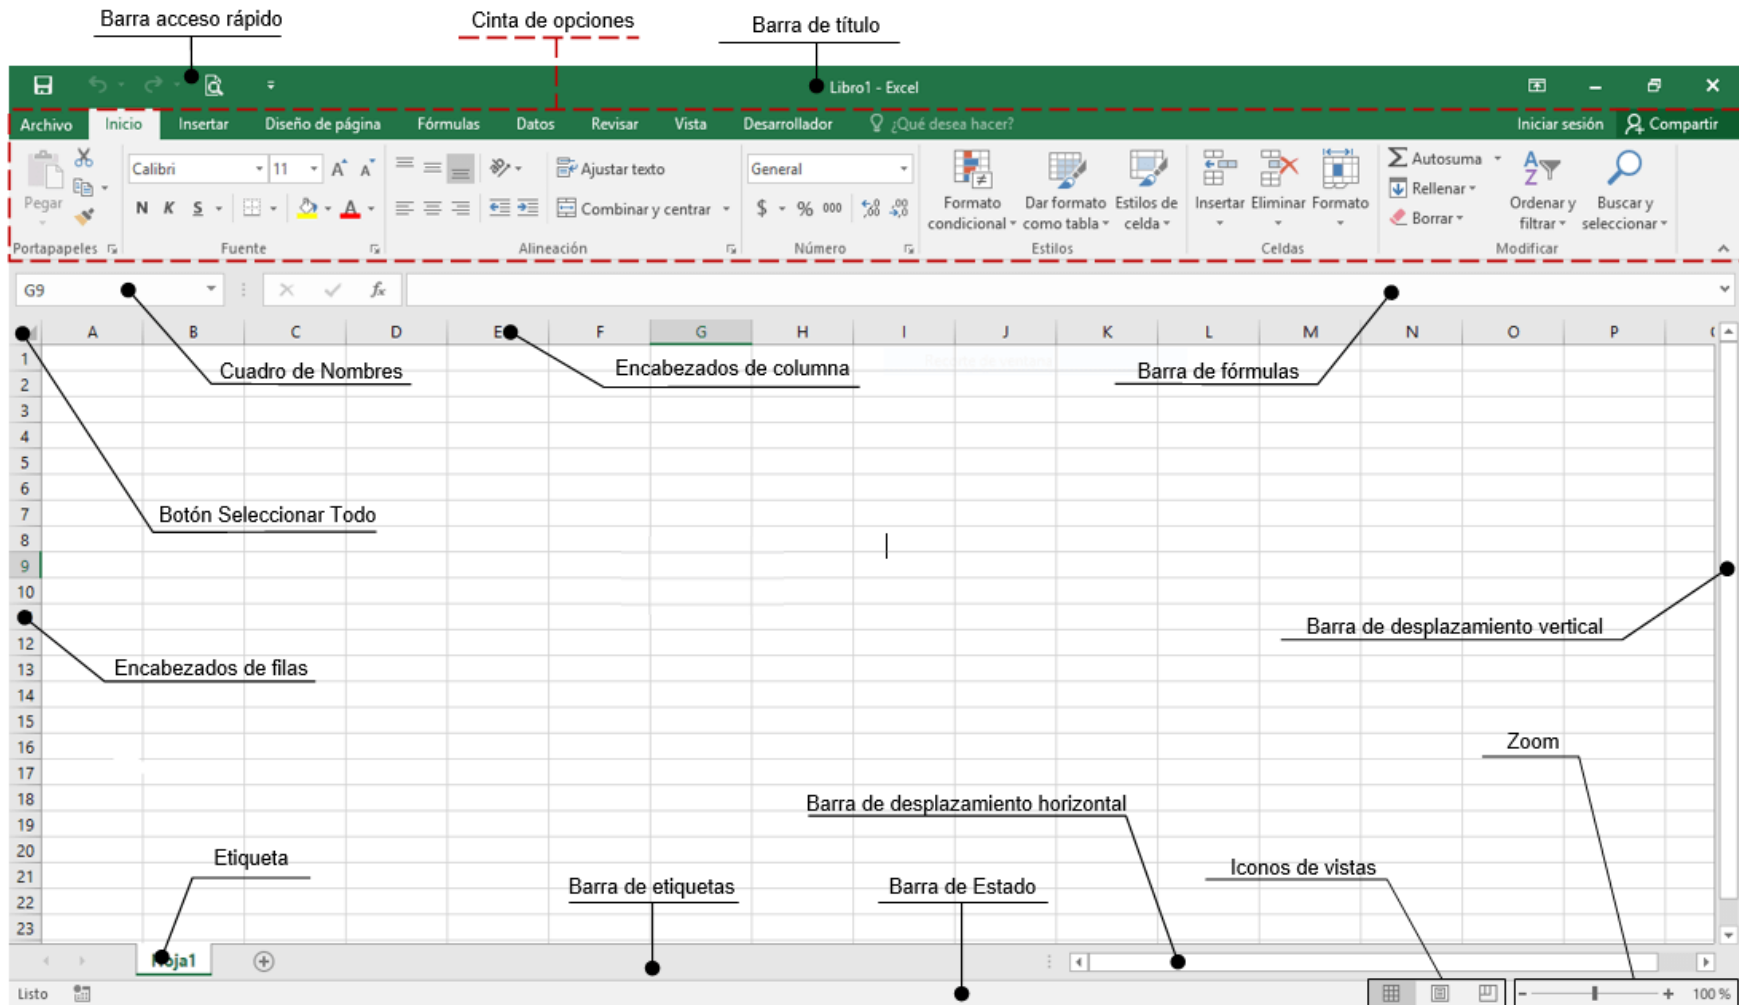 Barra acceso rápido
Cinta de opciones
Barra de título
Libro1 - Excel
Archivo Inicio Insertar Diseño de página Fórmulas Datos Revisar Vista Desarrollador ¿Qué desea hacer? Iniciar sesión Compartir
Calibri 11 A A Ajustar texto General Autosuma
Pegar N K S A Combinar y centrar $ % 000 Formato condicional Dar formato como tabla Estilos de celda Insertar Eliminar Formato Rellenar Borrar Ordenar y filtrar Buscar y seleccionar
Portapapeles Fuente Alineación Número Estilos Celdas Modificar
G9 fx
A B C D E F G H I J K L M N O P
1
Cuadro de Nombres Encabezados de columna Barra de fórmulas
2
3
4
5
6
7
Botón Seleccionar Todo
8
9
10
Barra de desplazamiento vertical
12
13
Encabezados de filas
14
15
16
Zoom
17
18
Barra de desplazamiento horizontal
19
20
Etiqueta
21
Iconos de vistas
Barra de etiquetas Barra de Estado
22
23
Hoja1
Listo 100 %